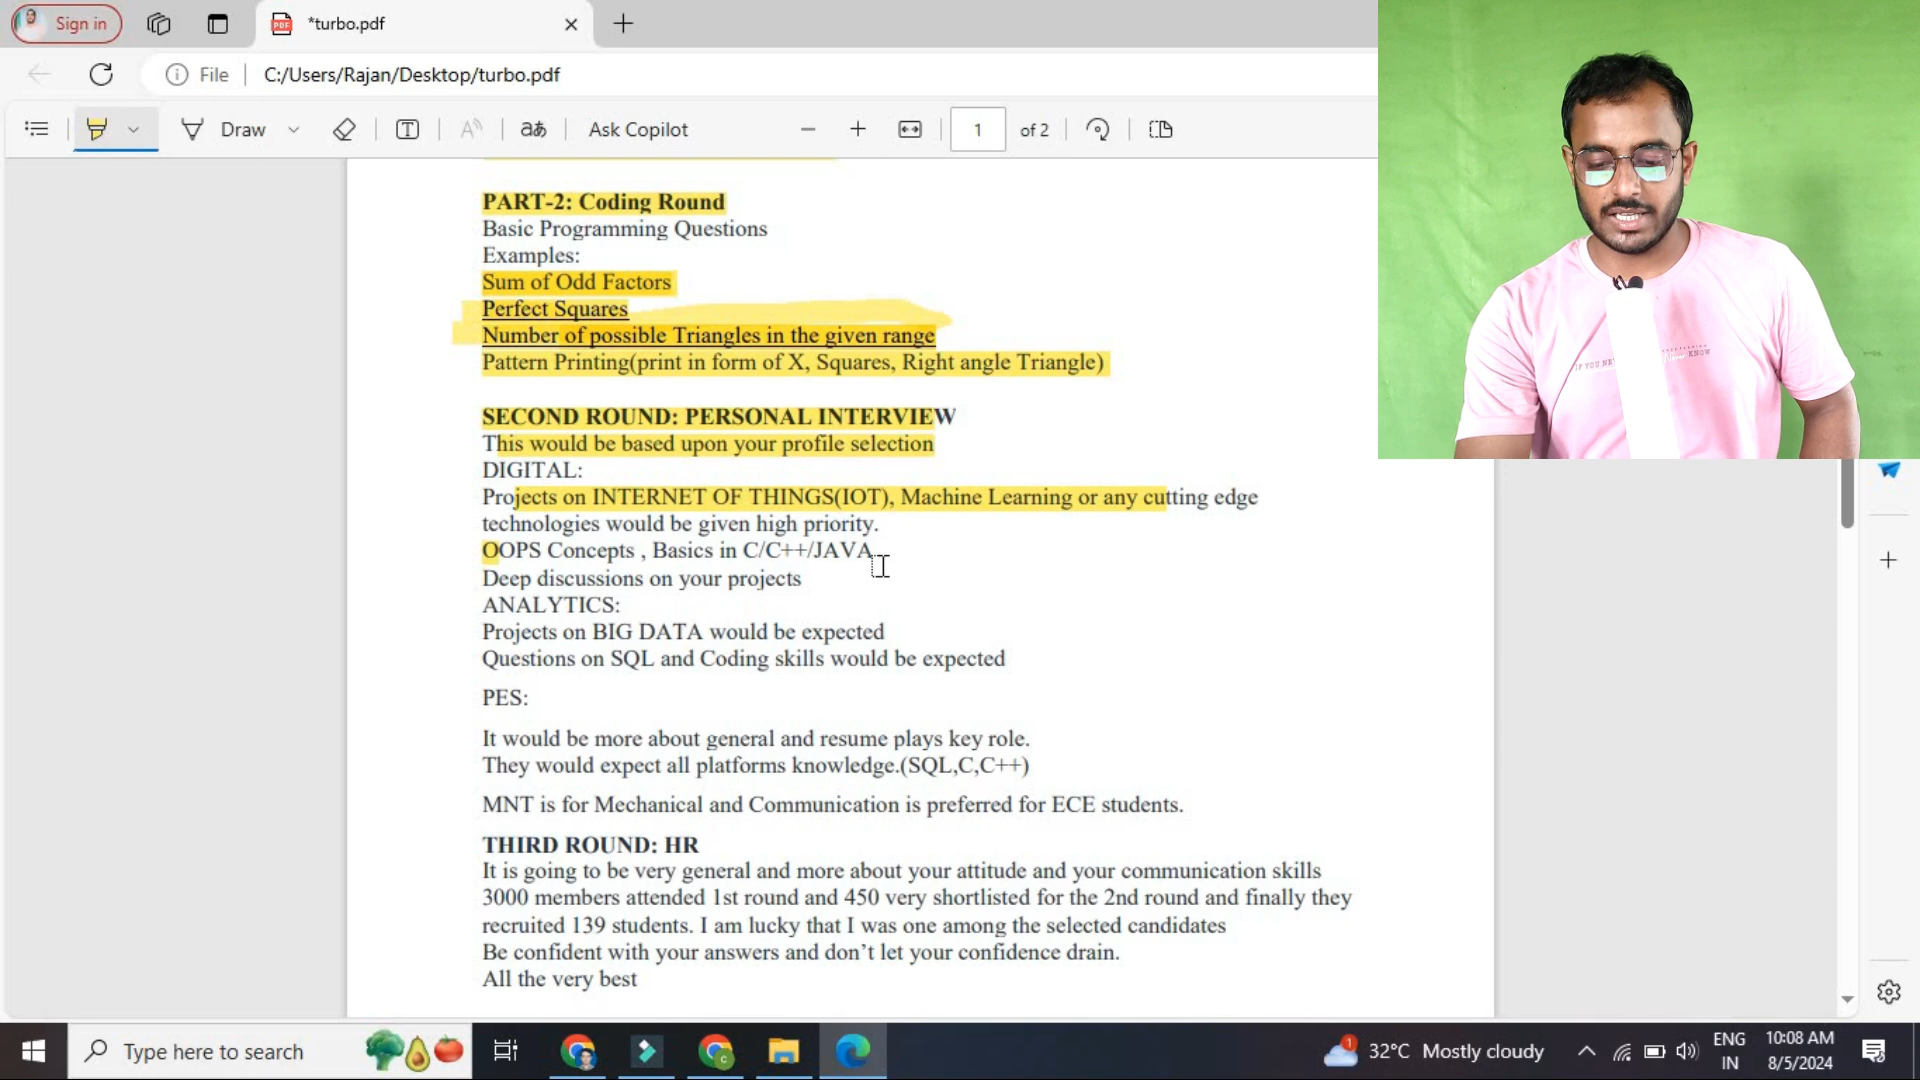 Sign in
*turbo.pdf
File
C:/Users/Rajan/Desktop/turbo.pdf
Draw
Ask Copilot
1
of 2
PART-2: Coding Round
Basic Programming Questions
Examples:
Sum of Odd Factors
Perfect Squares
Number of possible Triangles in the given range
Pattern Printing(print in form of X, Squares, Right angle Triangle)
SECOND ROUND: PERSONAL INTERVIEW
This would be based upon your profile selection
DIGITAL:
Projects on INTERNET OF THINGS(IOT), Machine Learning or any cutting edge
technologies would be given high priority.
OOPS Concepts , Basics in C/C++/JAVA
Deep discussions on your projects
ANALYTICS:
Projects on BIG DATA would be expected
Questions on SQL and Coding skills would be expected
PES:
It would be more about general and resume plays key role.
They would expect all platforms knowledge.(SQL,C,C++)
MNT is for Mechanical and Communication is preferred for ECE students.
THIRD ROUND: HR
It is going to be very general and more about your attitude and your communication skills
3000 members attended 1st round and 450 very shortlisted for the 2nd round and finally they
recruited 139 students. I am lucky that I was one among the selected candidates
Be confident with your answers and don't let your confidence drain.
All the very best
IF YOU NE
KNOW
Type here to search
1
32°C Mostly cloudy
ENG
IN
10:08 AM
8/5/2024